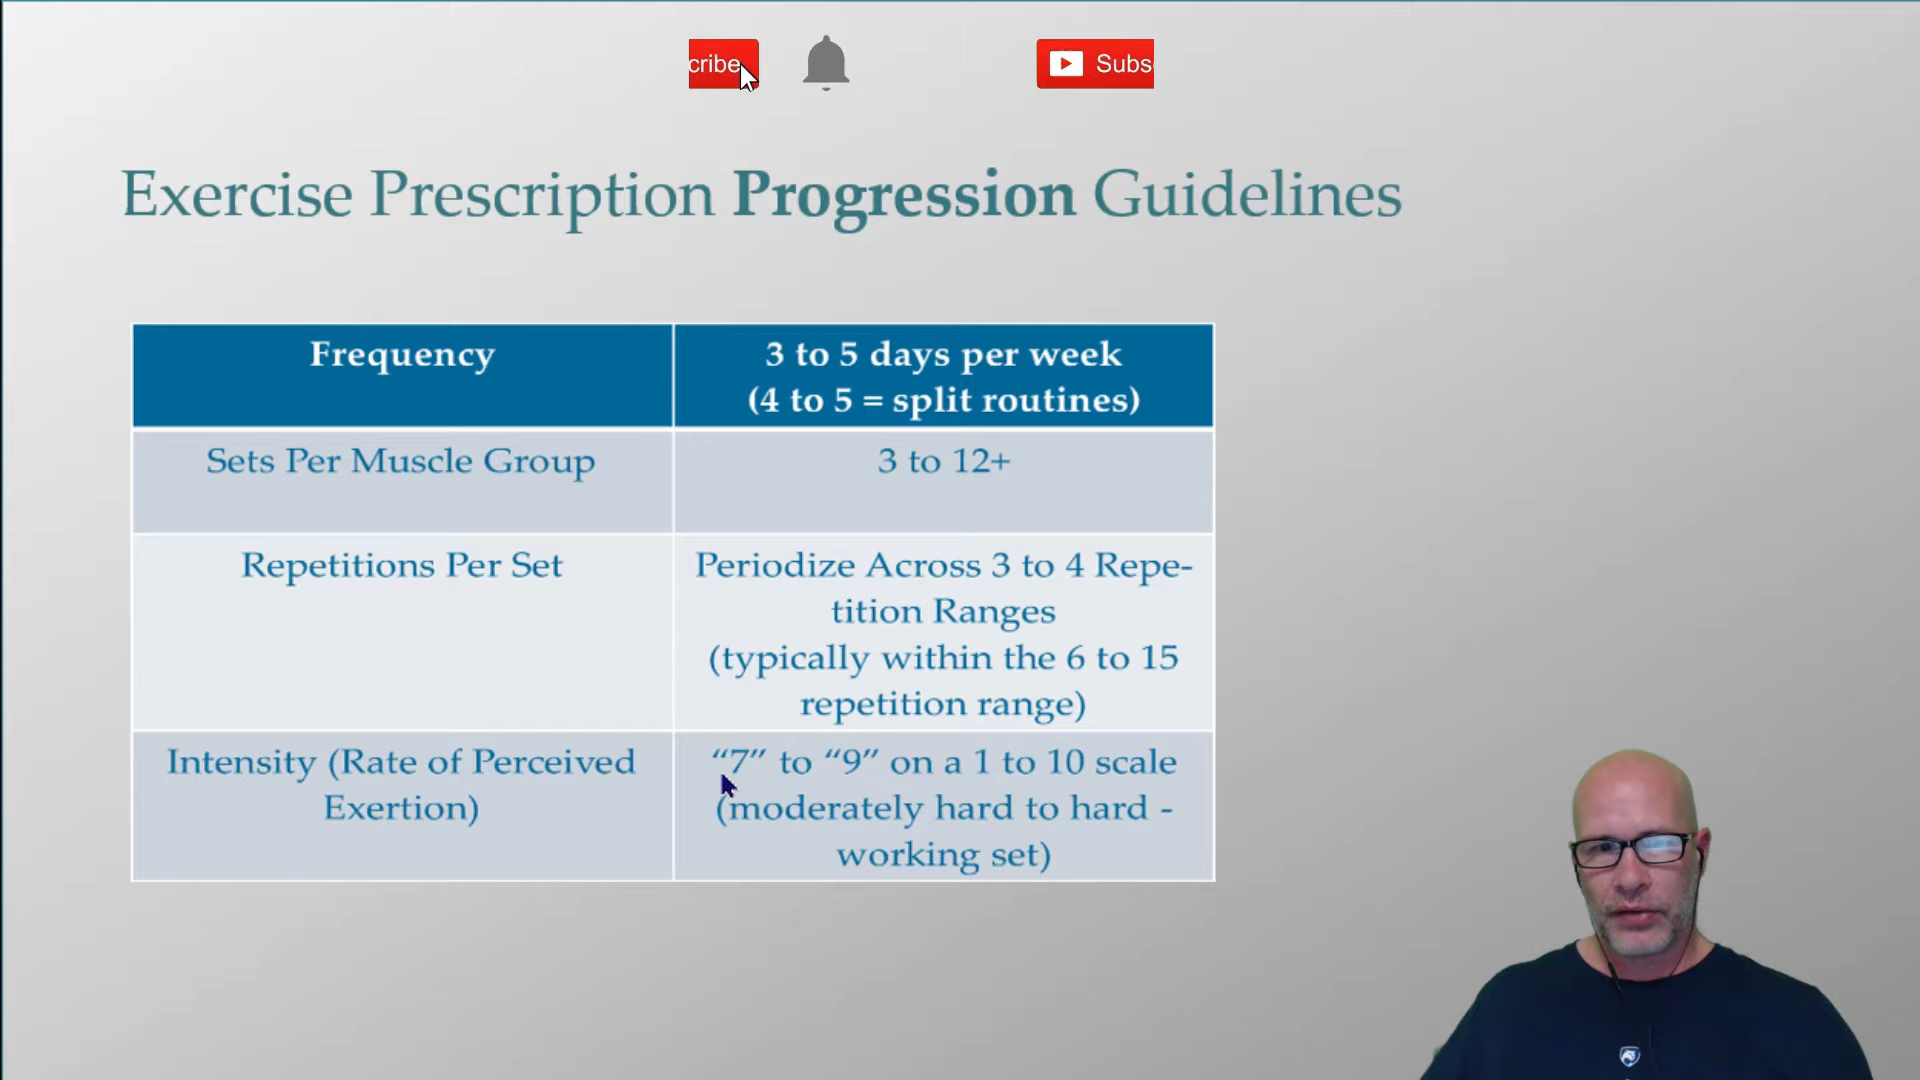 cribe
Subs
Exercise Prescription Progression Guidelines
Frequency
3 to 5 days per week
(4 to 5 = split routines)
Sets Per Muscle Group
3 to 12+
Repetitions Per Set
Periodize Across 3 to 4 Repe-
tition Ranges
(typically within the 6 to 15
repetition range)
Intensity (Rate of Perceived
Exertion)
“7” to “9” on a 1 to 10 scale
(moderately hard to hard -
working set)